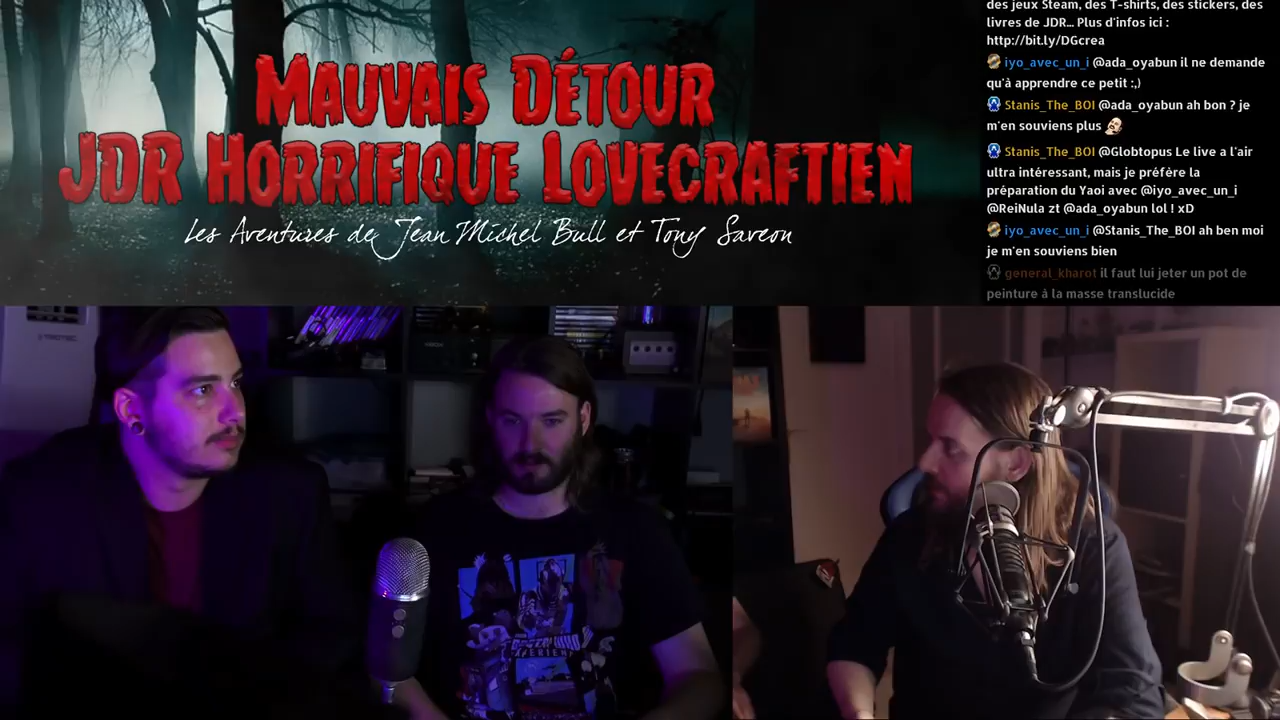 Mauvais Détour
JDR Horrifique Lovecraftien
Les Aventures de Jean Michel Bull et Tony Saveon
des jeux Steam, des T-shirts, des stickers, des
livres de JDR... Plus d'infos ici :
http://bit.ly/DGcrea
iyo_avec_un_i @ada_oyabun il ne demande
qu'à apprendre ce petit :,)
Stanis_The_BOI @ada_oyabun ah bon ? je
m'en souviens plus
Stanis_The_BOI @Globtopus Le live a l'air
ultra intéressant, mais je préfère la
préparation du Yaoi avec @iyo_avec_un_i
@ReiNula zt @ada_oyabun lol ! xD
iyo_avec_un_i @Stanis_The_BOI ah ben moi
je m'en souviens bien
general_kharot il faut lui jeter un pot de
peinture à la masse translucide